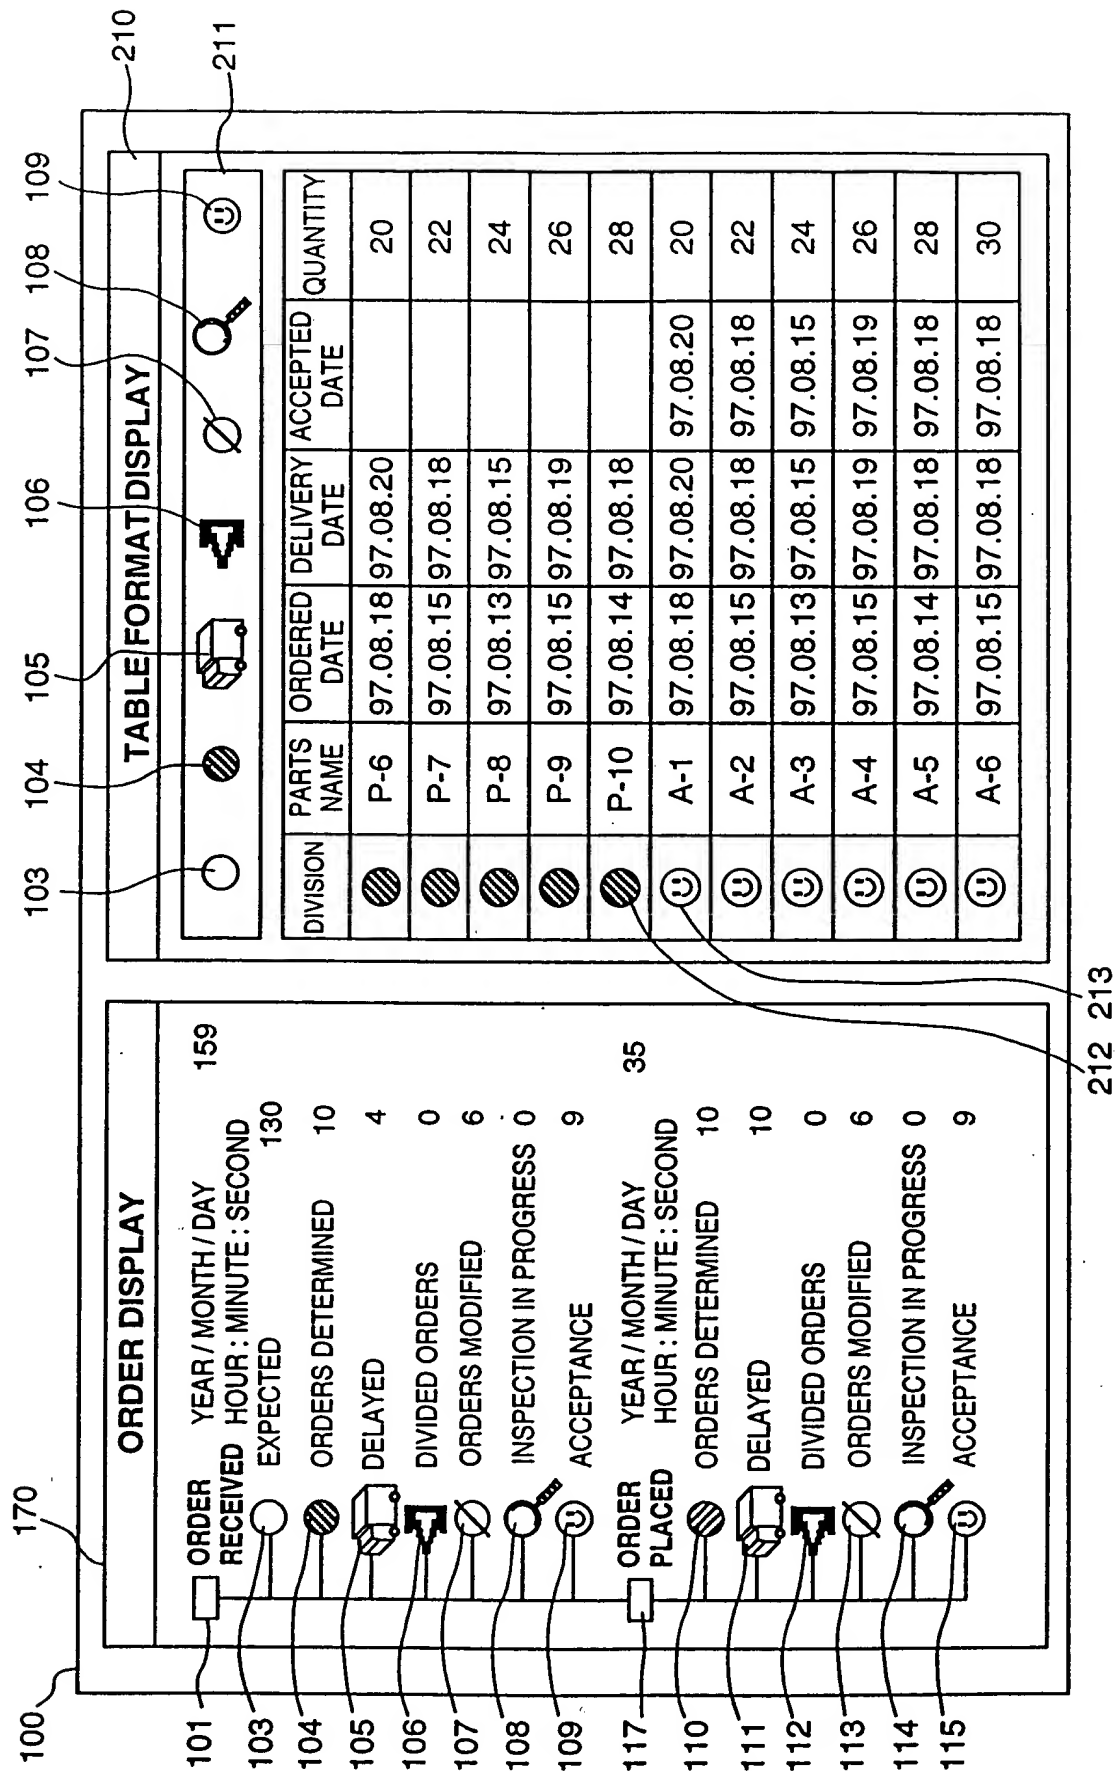 100
170
ORDER DISPLAY
101
ORDER RECEIVED YEAR / MONTH / DAY HOUR : MINUTE : SECOND 159
103 EXPECTED 130
104 ORDERS DETERMINED 10
105 DELAYED 4
106 DIVIDED ORDERS 0
107 ORDERS MODIFIED 6
108 INSPECTION IN PROGRESS 0
109 ACCEPTANCE 9
117
ORDER PLACED YEAR / MONTH / DAY HOUR : MINUTE : SECOND 35
110 ORDERS DETERMINED 10
111 DELAYED 10
112 DIVIDED ORDERS 0
113 ORDERS MODIFIED 6
114 INSPECTION IN PROGRESS 0
115 ACCEPTANCE 9
103 104 105 106 107 108 109
210
211
TABLE FORMAT DISPLAY
DIVISION PARTS NAME ORDERED DATE DELIVERY DATE ACCEPTED DATE QUANTITY
P-6 97.08.18 97.08.20 20
P-7 97.08.15 97.08.18 22
P-8 97.08.13 97.08.15 24
P-9 97.08.15 97.08.19 26
P-10 97.08.14 97.08.18 28
A-1 97.08.18 97.08.20 97.08.20 20
A-2 97.08.15 97.08.18 97.08.18 22
A-3 97.08.13 97.08.15 97.08.15 24
A-4 97.08.15 97.08.19 97.08.19 26
A-5 97.08.14 97.08.18 97.08.18 28
A-6 97.08.15 97.08.18 97.08.18 30
212
213